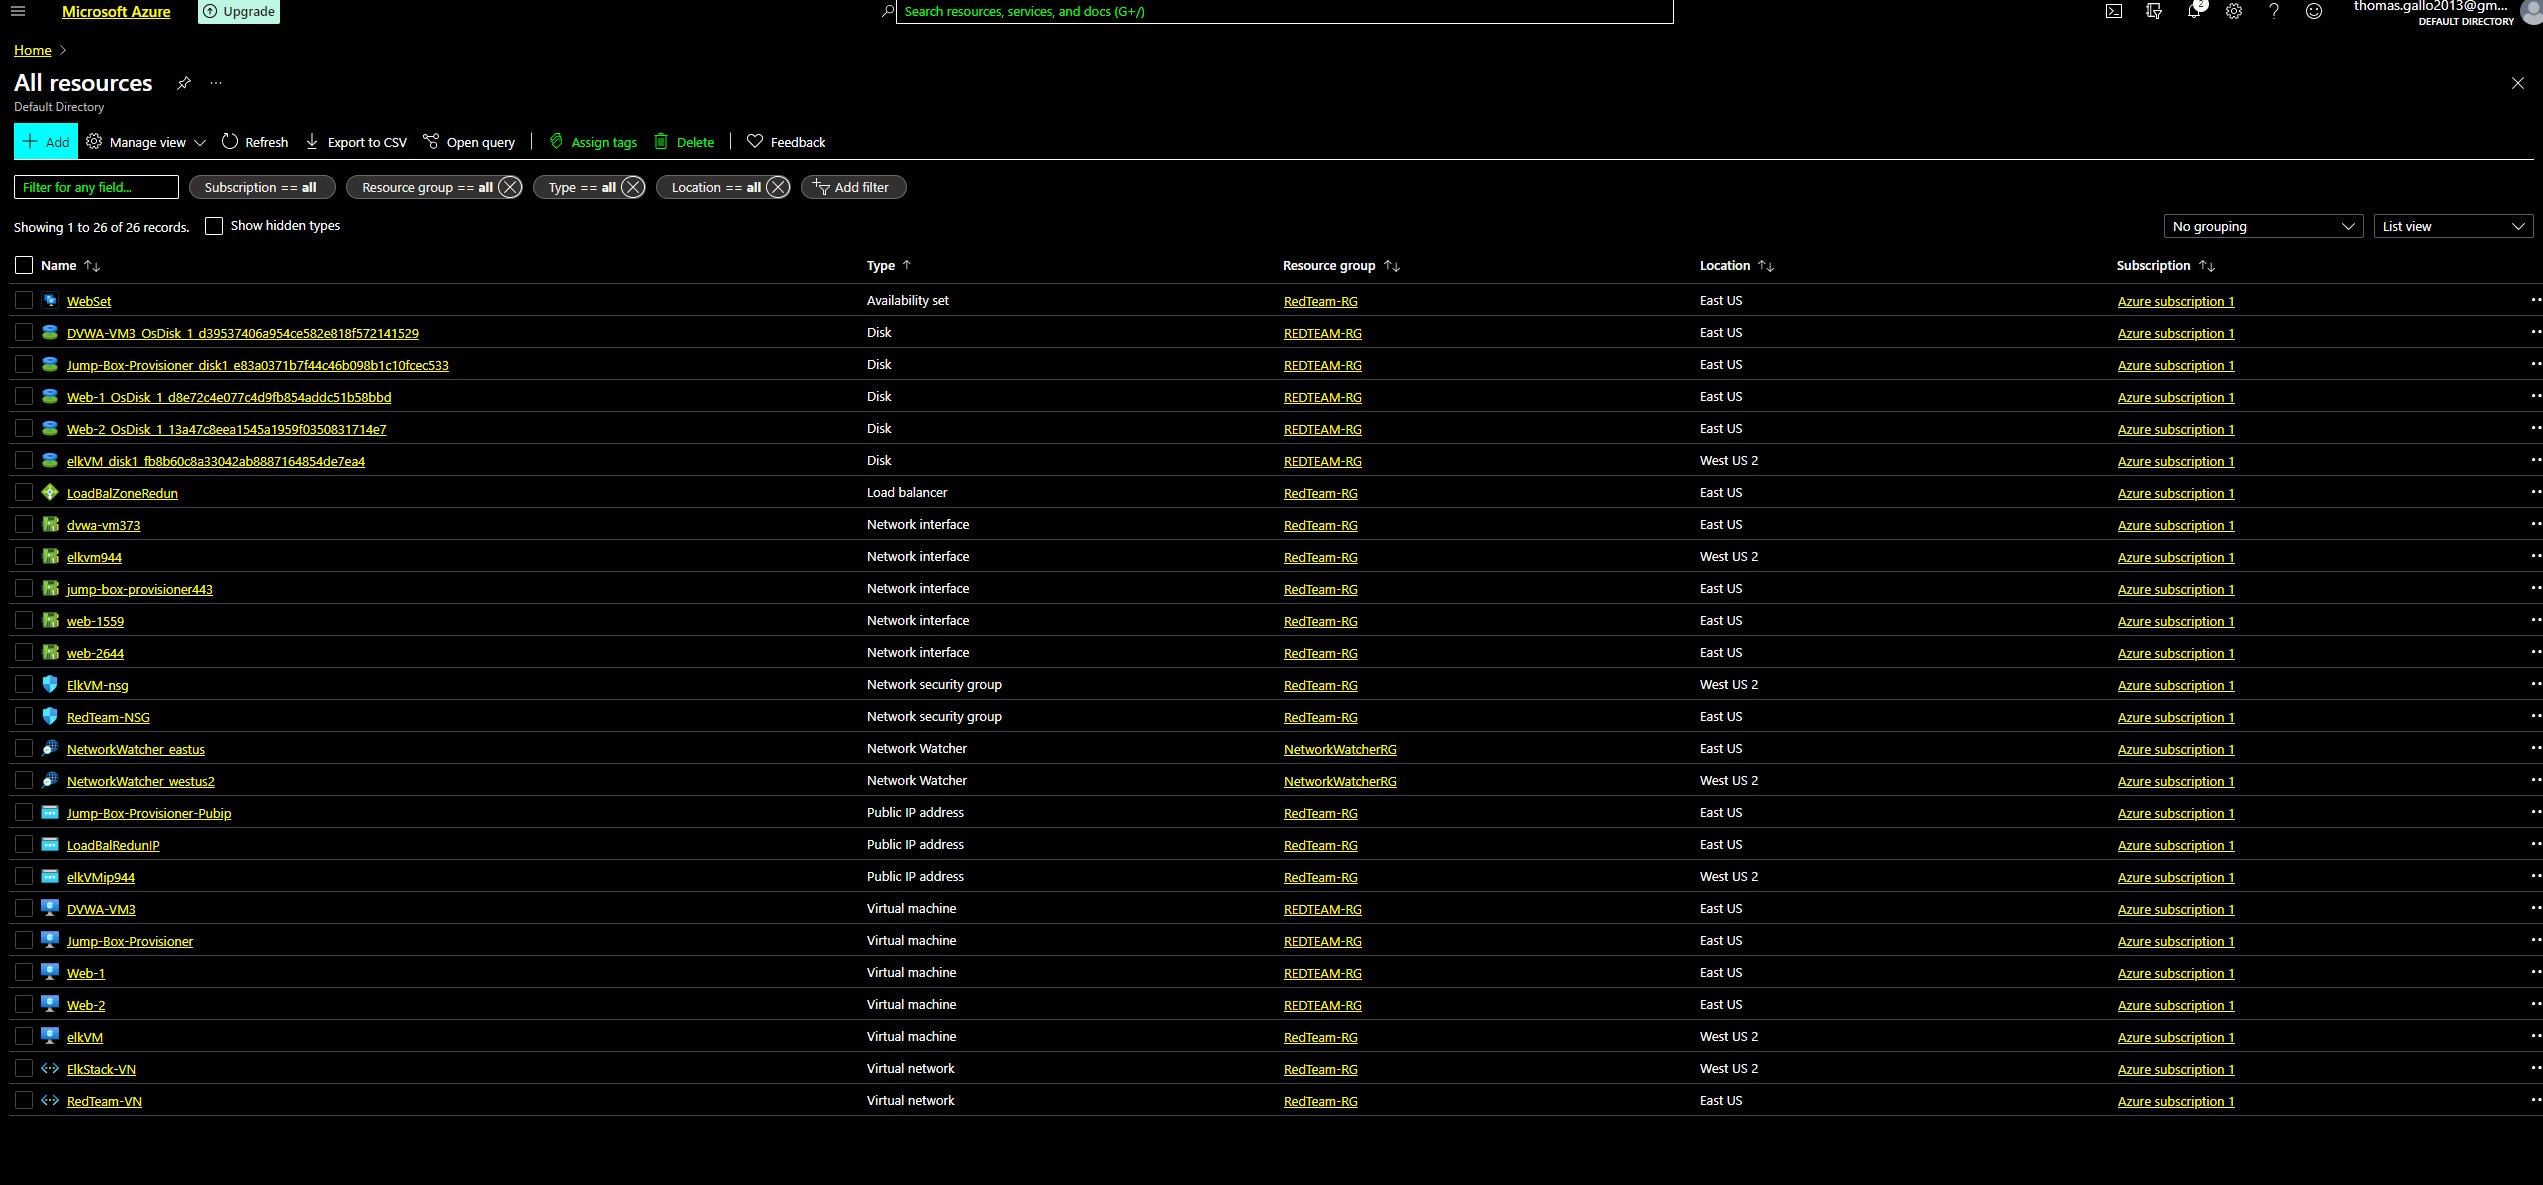 Microsoft Azure Upgrade Search resources, services, and docs (G+/) 2 thomas.gallo2013@gm...
DEFAULT DIRECTORY
Home >
All resources ...
Default Directory
+ Add Manage view Refresh Export to CSV Open query Assign tags Delete Feedback
Filter for any field... Subscription == all Resource group == all Type == all Location == all Add filter
Showing 1 to 26 of 26 records. Show hidden types No grouping List view
Name Type Resource group Location Subscription
WebSet Availability set RedTeam-RG East US Azure subscription 1
DVWA-VM3_OsDisk_1_d39537406a954ce582e818f572141529 Disk REDTEAM-RG East US Azure subscription 1
Jump-Box-Provisioner_disk1_e83a0371b7f44c46b098b1c10fcec533 Disk REDTEAM-RG East US Azure subscription 1
Web-1_OsDisk_1_d8e72c4e077c4d9fb854addc51b58bbd Disk REDTEAM-RG East US Azure subscription 1
Web-2_OsDisk_1_13a47c8eea1545a1959f0350831714e7 Disk REDTEAM-RG East US Azure subscription 1
elkVM_disk1_fb8b60c8a33042ab8887164854de7ea4 Disk REDTEAM-RG West US 2 Azure subscription 1
LoadBalZoneRedun Load balancer RedTeam-RG East US Azure subscription 1
dvwa-vm373 Network interface RedTeam-RG East US Azure subscription 1
elkvm944 Network interface RedTeam-RG West US 2 Azure subscription 1
jump-box-provisioner443 Network interface RedTeam-RG East US Azure subscription 1
web-1559 Network interface RedTeam-RG East US Azure subscription 1
web-2644 Network interface RedTeam-RG East US Azure subscription 1
ElkVM-nsg Network security group RedTeam-RG West US 2 Azure subscription 1
RedTeam-NSG Network security group RedTeam-RG East US Azure subscription 1
NetworkWatcher_eastus Network Watcher NetworkWatcherRG East US Azure subscription 1
NetworkWatcher_westus2 Network Watcher NetworkWatcherRG West US 2 Azure subscription 1
Jump-Box-Provisioner-Pubip Public IP address RedTeam-RG East US Azure subscription 1
LoadBalRedunIP Public IP address RedTeam-RG East US Azure subscription 1
elkVMip944 Public IP address RedTeam-RG West US 2 Azure subscription 1
DVWA-VM3 Virtual machine REDTEAM-RG East US Azure subscription 1
Jump-Box-Provisioner Virtual machine REDTEAM-RG East US Azure subscription 1
Web-1 Virtual machine REDTEAM-RG East US Azure subscription 1
Web-2 Virtual machine REDTEAM-RG East US Azure subscription 1
elkVM Virtual machine RedTeam-RG West US 2 Azure subscription 1
ElkStack-VN Virtual network RedTeam-RG West US 2 Azure subscription 1
RedTeam-VN Virtual network RedTeam-RG East US Azure subscription 1